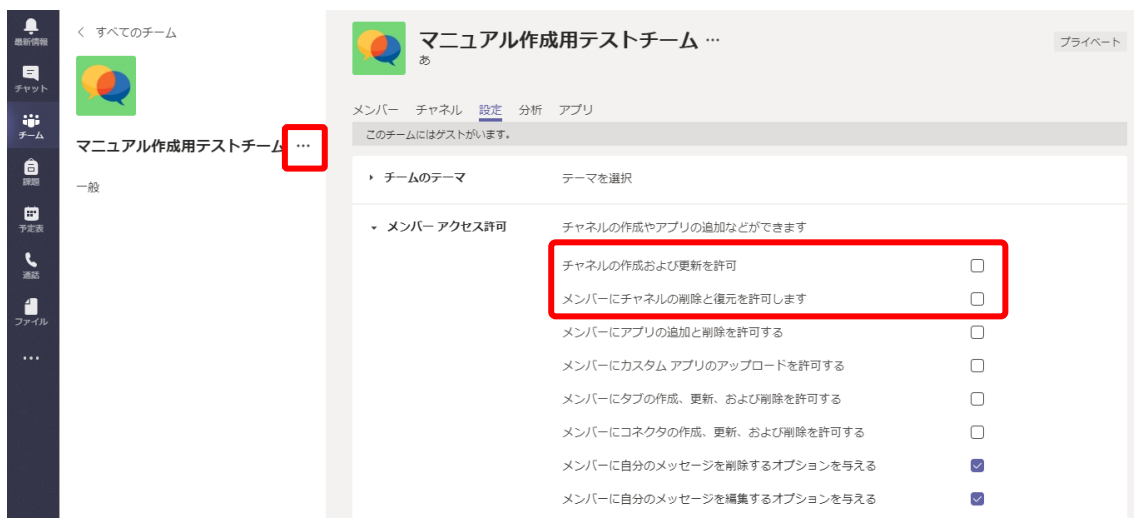 最新情報
チャット
チーム
課題
予定表
通話
ファイル
…
< すべてのチーム
マニュアル作成用テストチーム …
一般
マニュアル作成用テストチーム …
あ
プライベート
メンバー チャネル 設定 分析 アプリ
このチームにはゲストがいます。
チームのテーマ テーマを選択
メンバー アクセス許可 チャネルの作成やアプリの追加などができます
チャネルの作成および更新を許可
メンバーにチャネルの削除と復元を許可します
メンバーにアプリの追加と削除を許可する
メンバーにカスタム アプリのアップロードを許可する
メンバーにタブの作成、更新、および削除を許可する
メンバーにコネクタの作成、更新、および削除を許可する
メンバーに自分のメッセージを削除するオプションを与える
メンバーに自分のメッセージを編集するオプションを与える